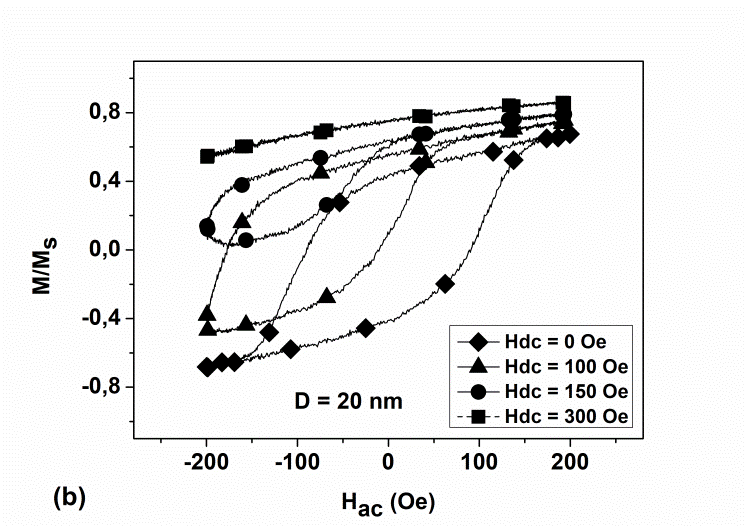 0,8
0,4
0,0
-0,4
-0,8
M/Ms
Hdc = 0 Oe
Hdc = 100 Oe
Hdc = 150 Oe
Hdc = 300 Oe
D = 20 nm
-200 -100 0 100 200
(b)
Hac (Oe)